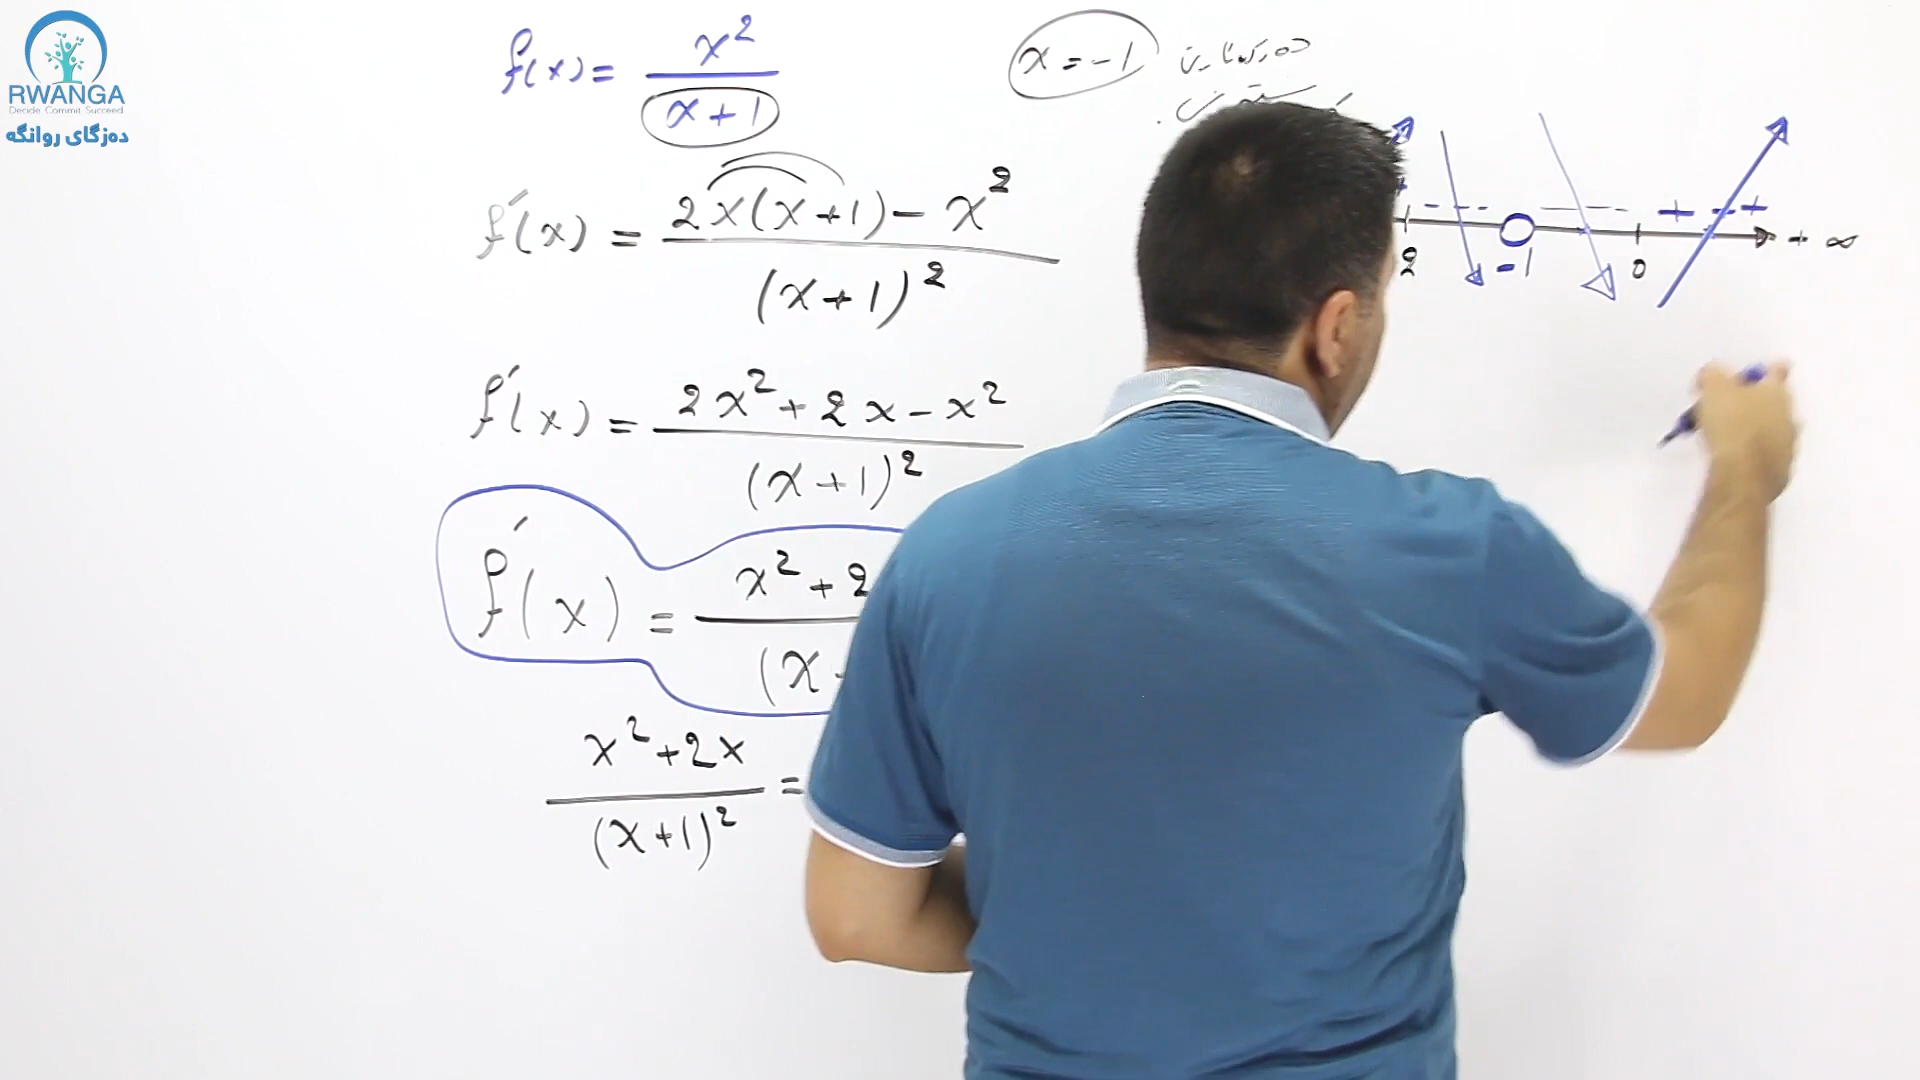 RWANGA
Decide Commit Succeed
دەزگای روانگە
f(x) = x² / x + 1
x = -1
f′(x) = 2x(x+1) - x² / (x+1)²
+ - - - - - + - +
2 -1 0 + ∞
f′(x) = 2x² + 2x - x² / (x+1)²
f′(x) = x² + 2 / (x
x² + 2x / (x+1)² =